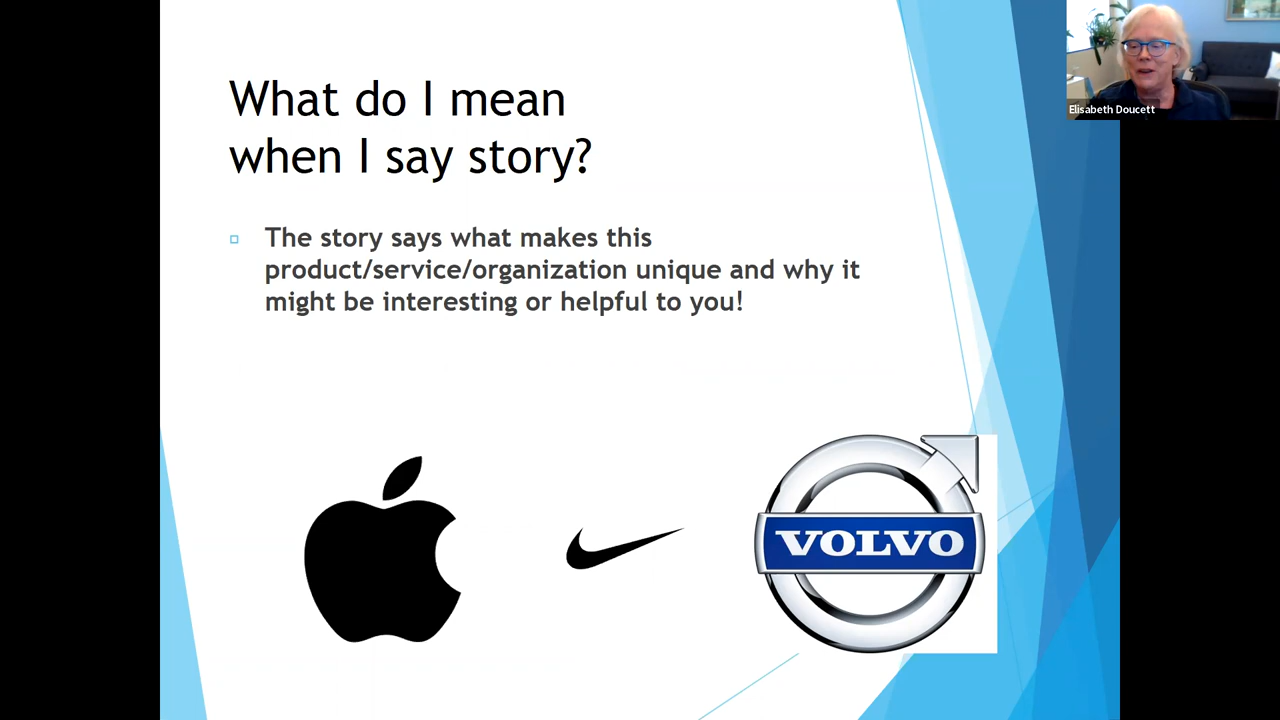 What do I mean
when I say story?
The story says what makes this
product/service/organization unique and why it
might be interesting or helpful to you!
VOLVO
Elisabeth Doucett